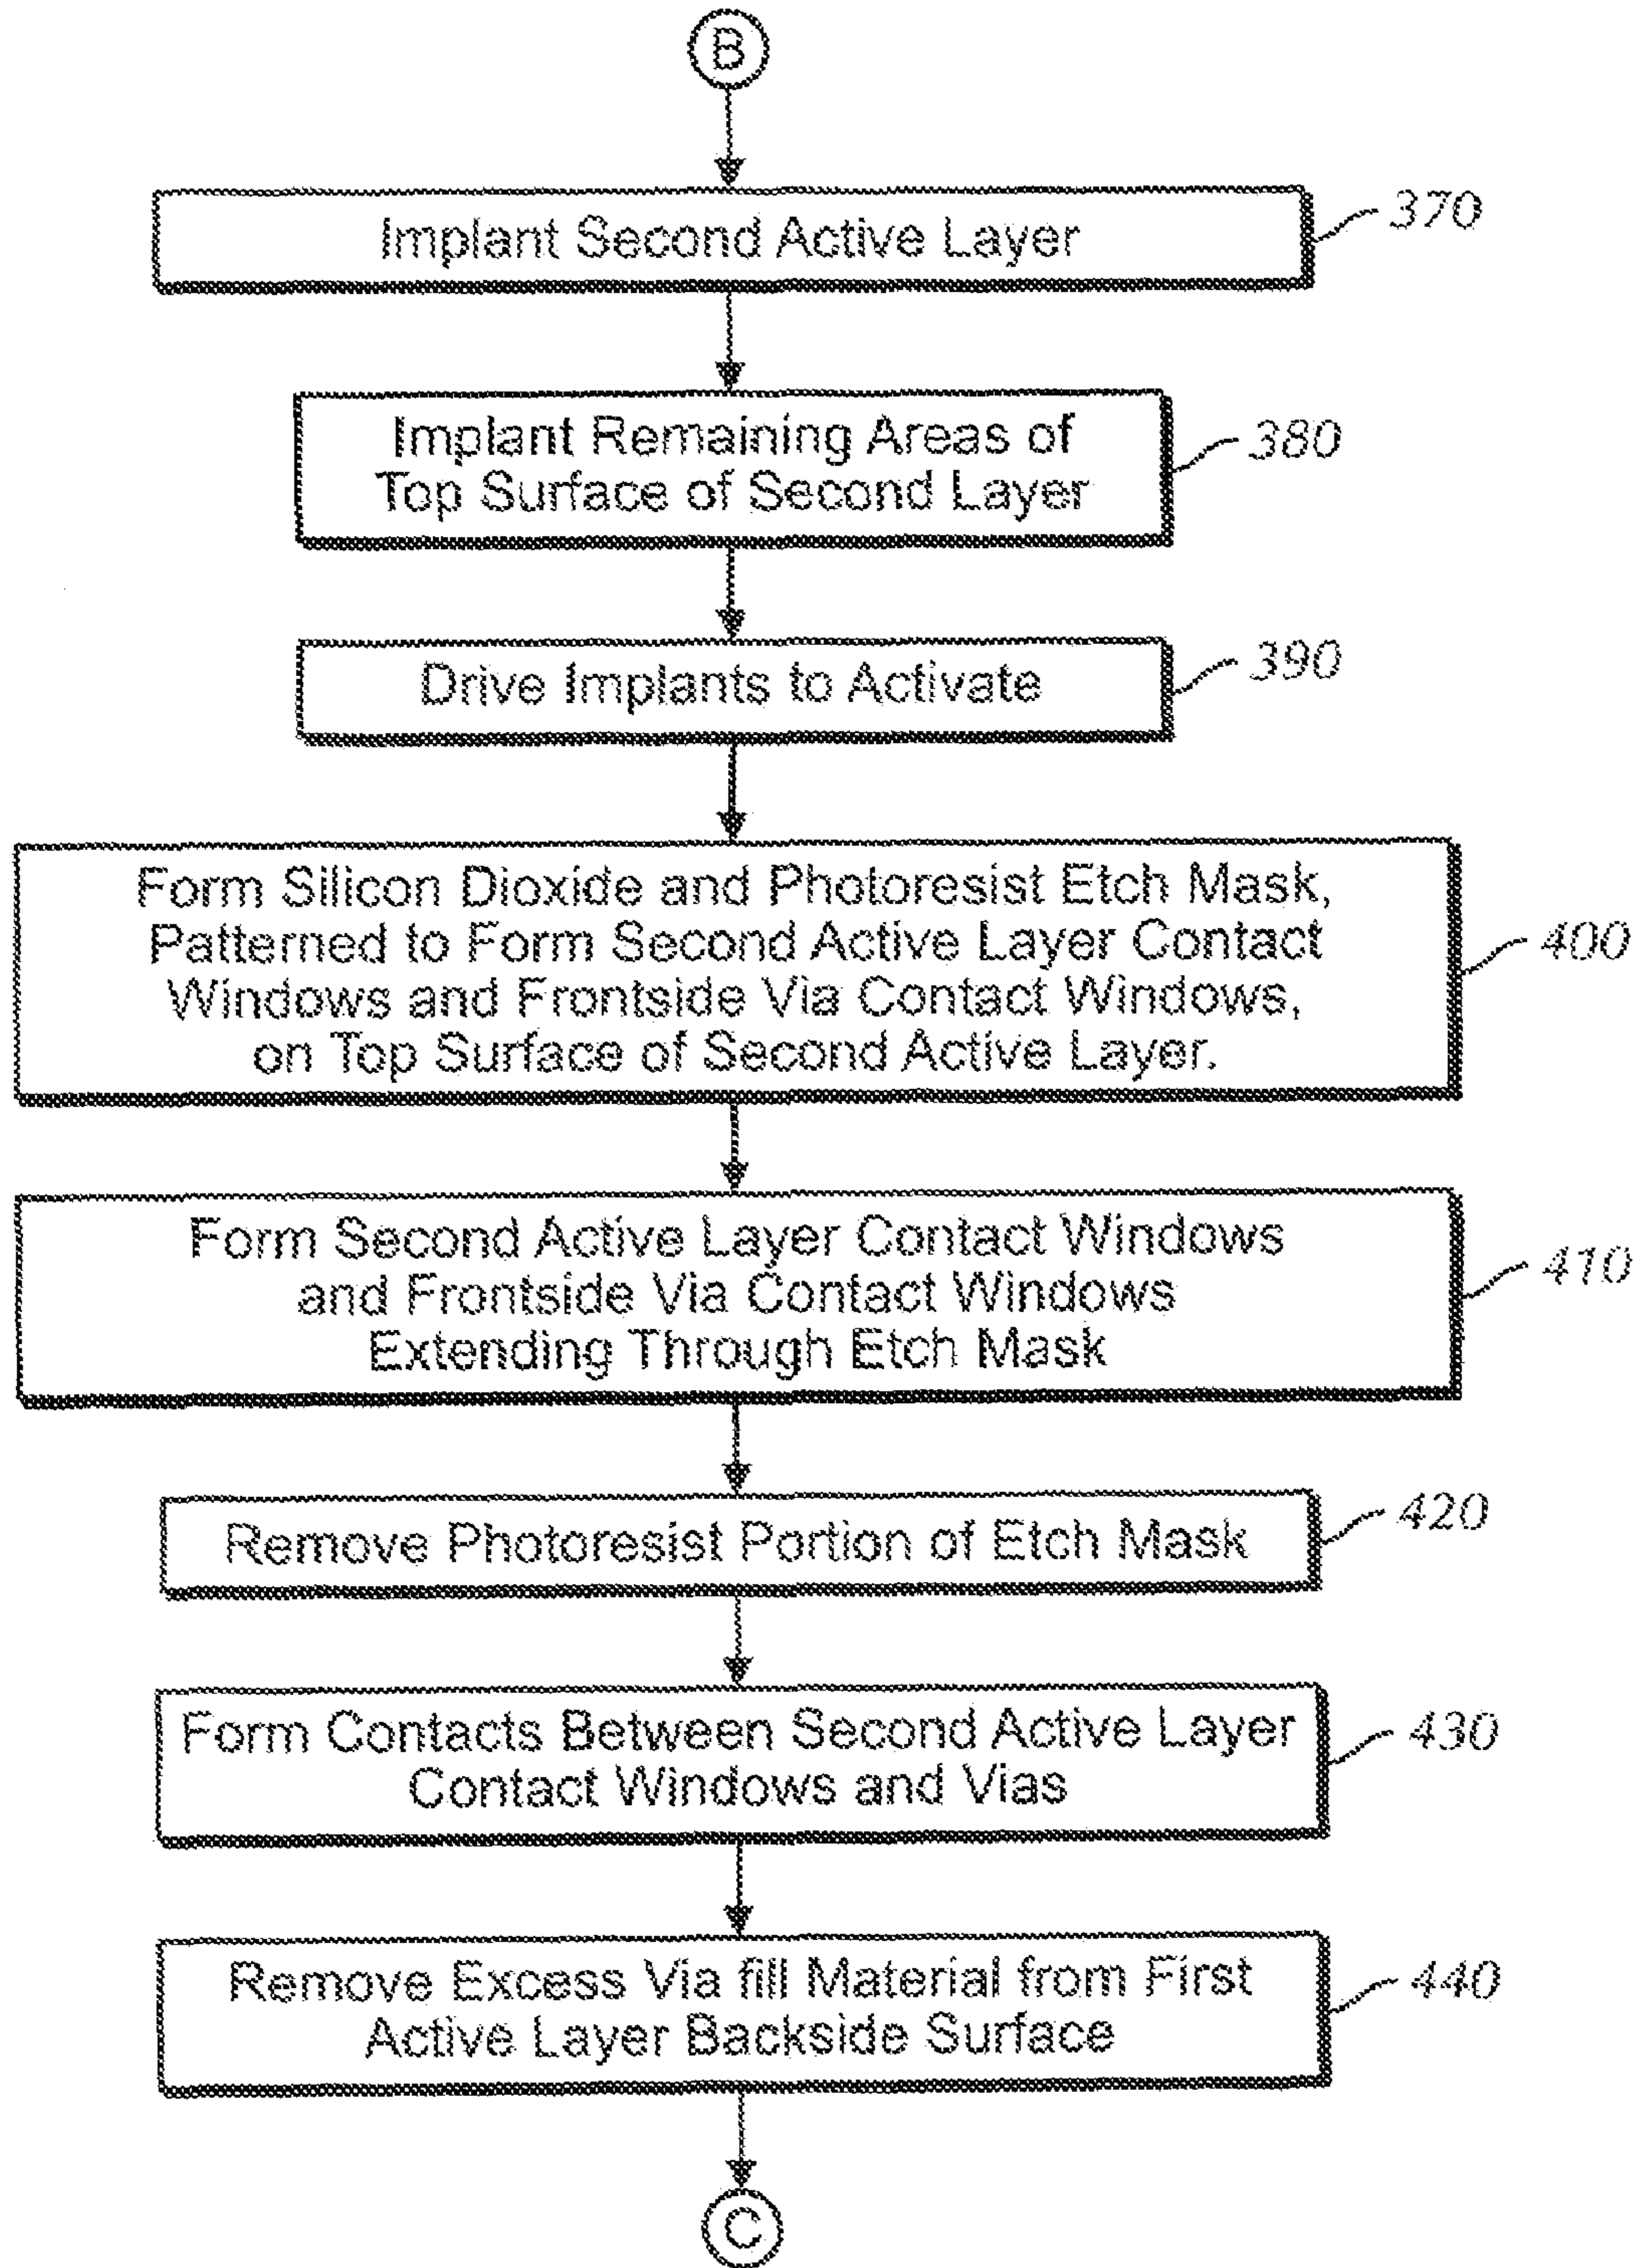 B
Implant Second Active Layer
370
Implant Remaining Areas of
Top Surface of Second Layer
380
Drive Implants to Activate
390
Form Silicon Dioxide and Photoresist Etch Mask,
Patterned to Form Second Active Layer Contact
Windows and Frontside Via Contact Windows,
on Top Surface of Second Active Layer.
400
Form Second Active Layer Contact Windows
and Frontside Via Contact Windows
Extending Through Etch Mask
410
Remove Photoresist Portion of Etch Mask
420
Form Contacts Between Second Active Layer
Contact Windows and Vias
430
Remove Excess Via fill Material from First
Active Layer Backside Surface
440
C